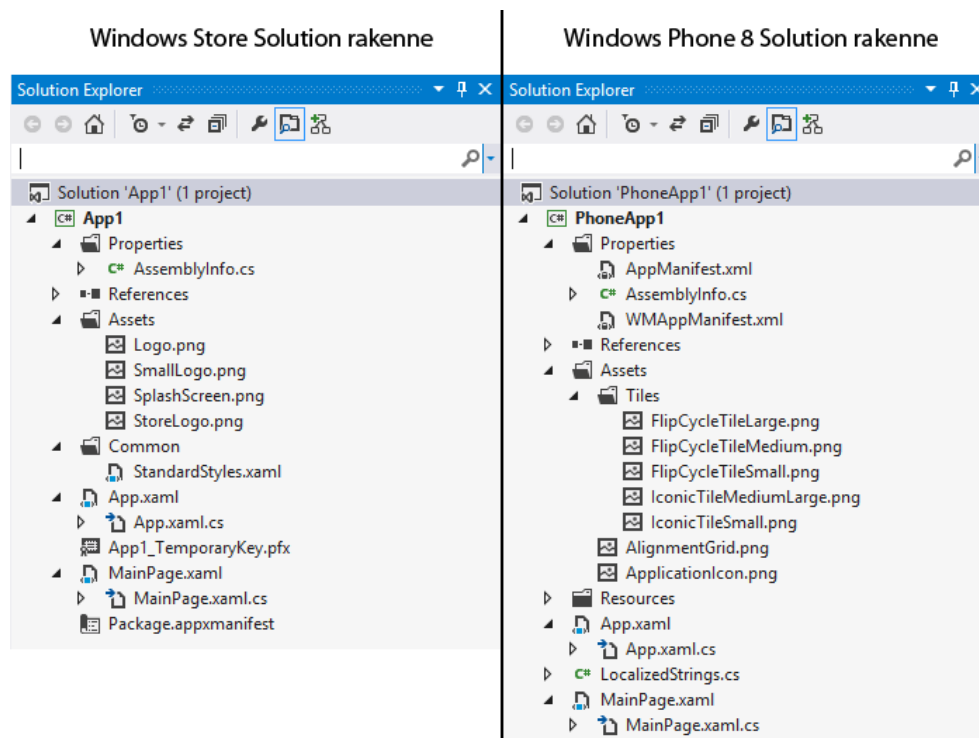 Windows Store Solution rakenne
Solution Explorer
Solution 'App1' (1 project)
C# App1
Properties
C# AssemblyInfo.cs
References
Assets
Logo.png
SmallLogo.png
SplashScreen.png
StoreLogo.png
Common
StandardStyles.xaml
App.xaml
App.xaml.cs
App1_TemporaryKey.pfx
MainPage.xaml
MainPage.xaml.cs
Package.appxmanifest
Windows Phone 8 Solution rakenne
Solution Explorer
Solution 'PhoneApp1' (1 project)
C# PhoneApp1
Properties
AppManifest.xml
C# AssemblyInfo.cs
WMAppManifest.xml
References
Assets
Tiles
FlipCycleTileLarge.png
FlipCycleTileMedium.png
FlipCycleTileSmall.png
IconicTileMediumLarge.png
IconicTileSmall.png
AlignmentGrid.png
ApplicationIcon.png
Resources
App.xaml
App.xaml.cs
C# LocalizedStrings.cs
MainPage.xaml
MainPage.xaml.cs